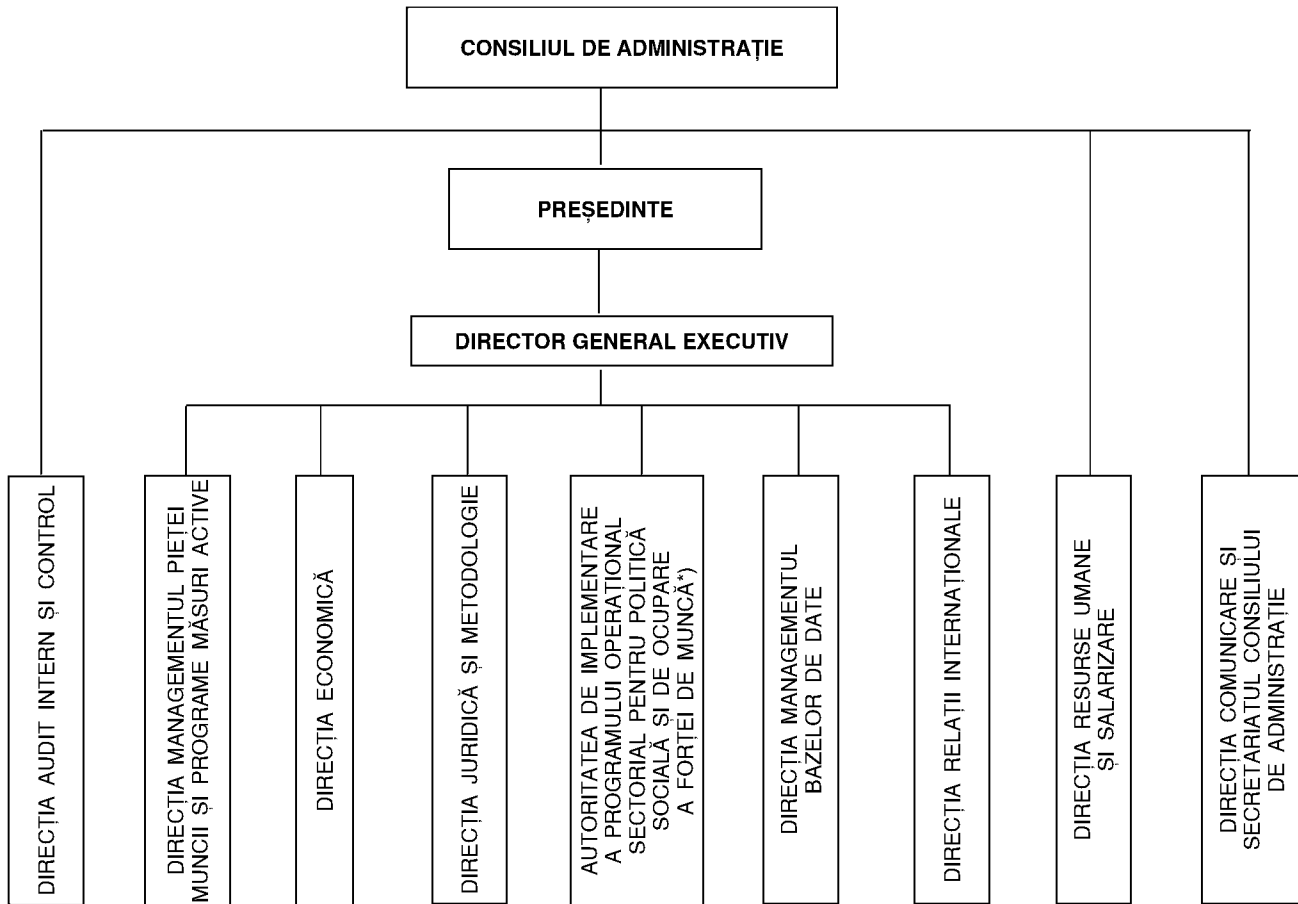 CONSILIUL DE ADMINISTRAȚIE
PREȘEDINTE
DIRECTOR GENERAL EXECUTIV
DIRECȚIA AUDIT INTERN ȘI CONTROL
DIRECȚIA MANAGEMENTUL PIEȚEI
MUNCII ȘI PROGRAME MĂSURI ACTIVE
DIRECȚIA ECONOMICĂ
DIRECȚIA JURIDICĂ ȘI METODOLOGIE
AUTORITATEA DE IMPLEMENTARE
A PROGRAMULUI OPERAȚIONAL
SECTORIAL PENTRU POLITICĂ
SOCIALĂ ȘI DE OCUPARE
A FORȚEI DE MUNCĂ*)
DIRECȚIA MANAGEMENTUL
BAZELOR DE DATE
DIRECȚIA RELAȚII INTERNAȚIONALE
DIRECȚIA RESURSE UMANE
ȘI SALARIZARE
DIRECȚIA COMUNICARE ȘI
SECRETARIATUL CONSILIULUI
DE ADMINISTRAȚIE